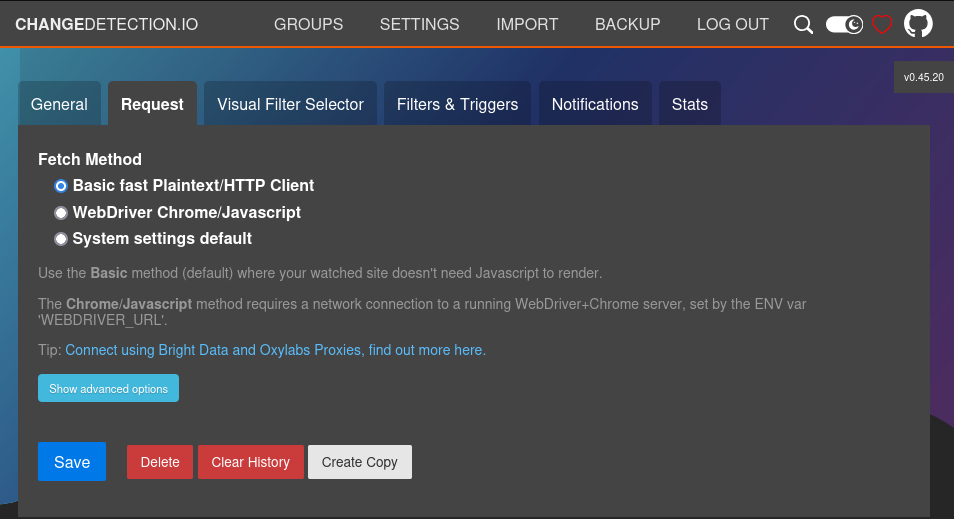 CHANGEDETECTION.IO GROUPS SETTINGS IMPORT BACKUP LOG OUT
v0.45.20
General Request Visual Filter Selector Filters & Triggers Notifications Stats
Fetch Method
Basic fast Plaintext/HTTP Client
WebDriver Chrome/Javascript
System settings default
Use the Basic method (default) where your watched site doesn't need Javascript to render.
The Chrome/Javascript method requires a network connection to a running WebDriver+Chrome server, set by the ENV var
'WEBDRIVER_URL'.
Tip: Connect using Bright Data and Oxylabs Proxies, find out more here.
Show advanced options
Save Delete Clear History Create Copy